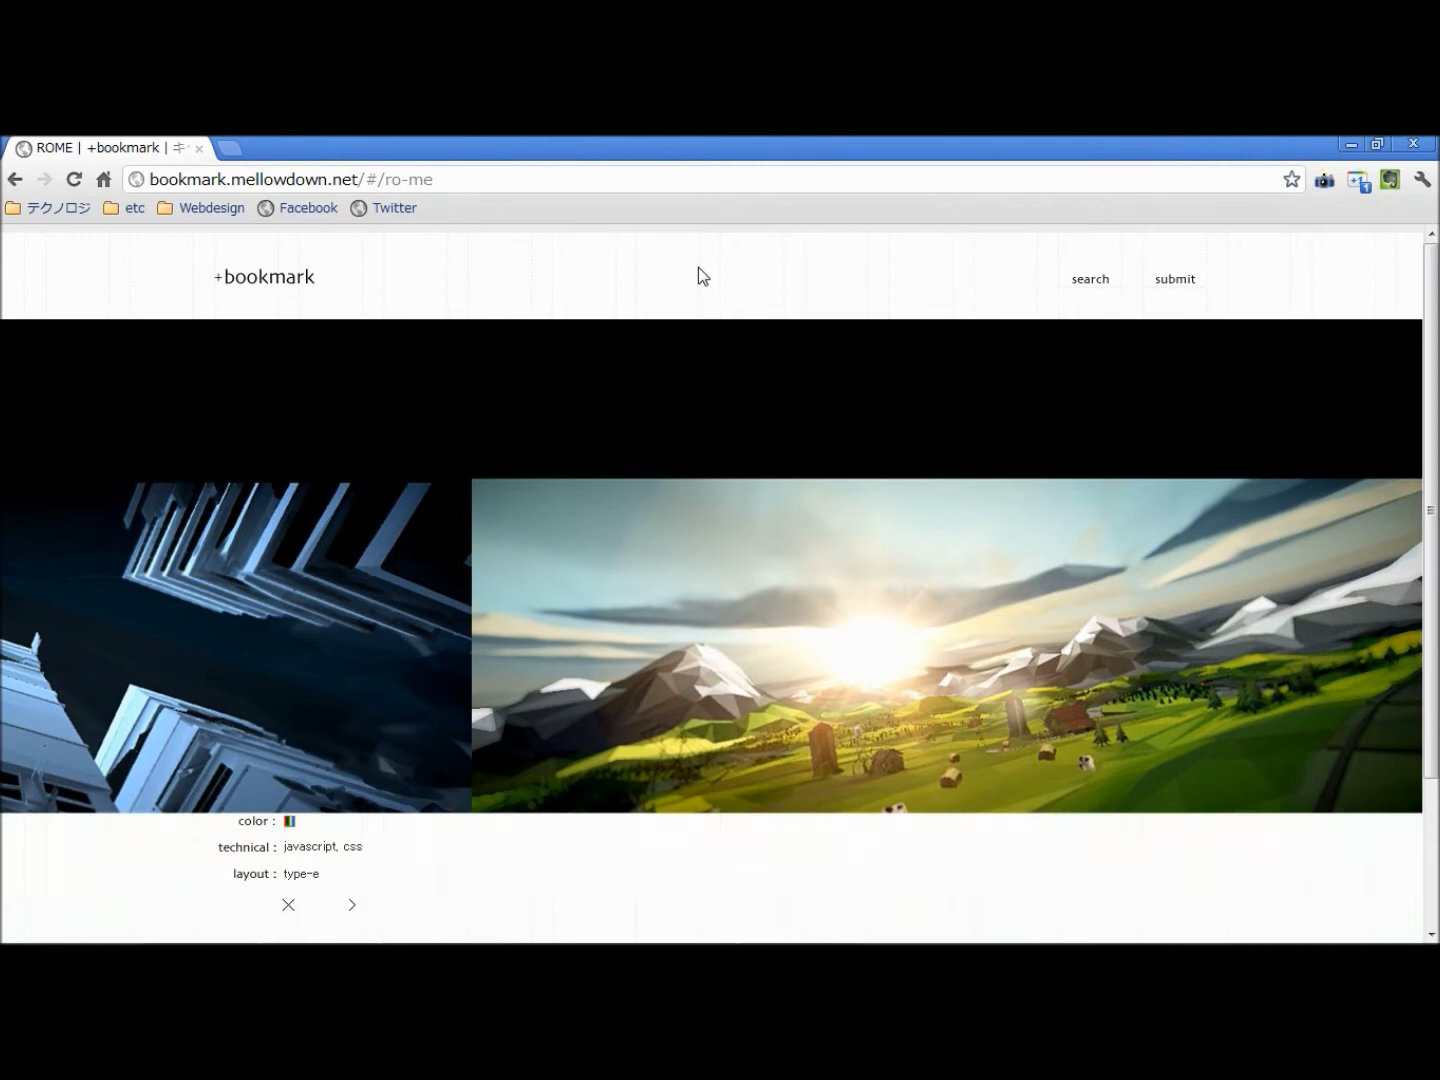 ROME | +bookmark | キ
bookmark.mellowdown.net/#/ro-me
テクノロジ etc Webdesign Facebook Twitter
+bookmark search submit
color :
technical : javascript, css
layout : type-e